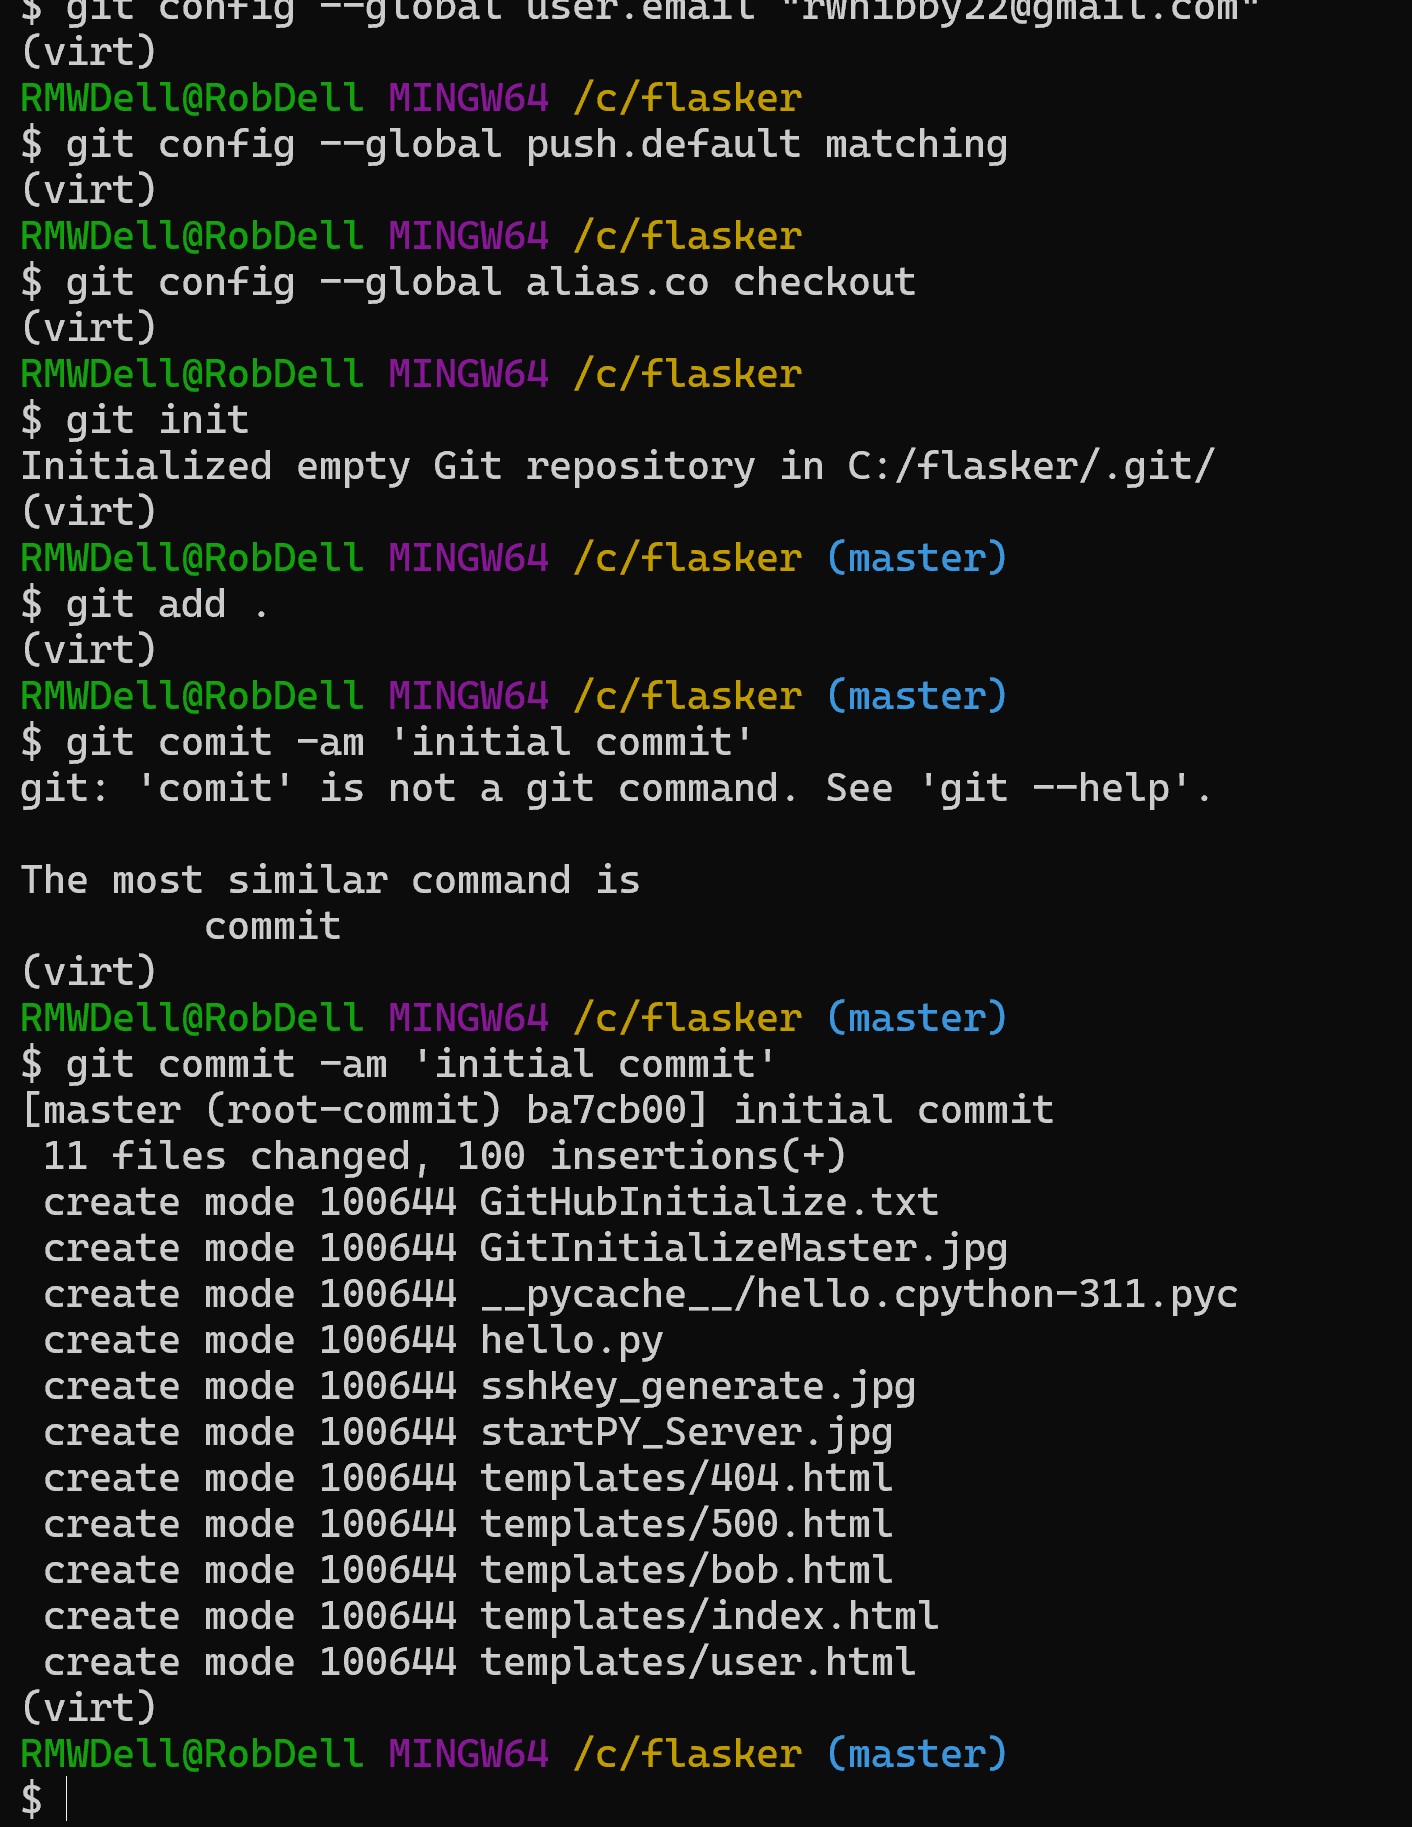 $ git config --global user.email "rwhibby22@gmail.com"
(virt)
RMWDell@RobDell MINGW64 /c/flasker
$ git config --global push.default matching
(virt)
RMWDell@RobDell MINGW64 /c/flasker
$ git config --global alias.co checkout
(virt)
RMWDell@RobDell MINGW64 /c/flasker
$ git init
Initialized empty Git repository in C:/flasker/.git/
(virt)
RMWDell@RobDell MINGW64 /c/flasker (master)
$ git add .
(virt)
RMWDell@RobDell MINGW64 /c/flasker (master)
$ git comit -am 'initial commit'
git: 'comit' is not a git command. See 'git --help'.

The most similar command is
        commit
(virt)
RMWDell@RobDell MINGW64 /c/flasker (master)
$ git commit -am 'initial commit'
[master (root-commit) ba7cb00] initial commit
 11 files changed, 100 insertions(+)
 create mode 100644 GitHubInitialize.txt
 create mode 100644 GitInitializeMaster.jpg
 create mode 100644 __pycache__/hello.cpython-311.pyc
 create mode 100644 hello.py
 create mode 100644 sshKey_generate.jpg
 create mode 100644 startPY_Server.jpg
 create mode 100644 templates/404.html
 create mode 100644 templates/500.html
 create mode 100644 templates/bob.html
 create mode 100644 templates/index.html
 create mode 100644 templates/user.html
(virt)
RMWDell@RobDell MINGW64 /c/flasker (master)
$